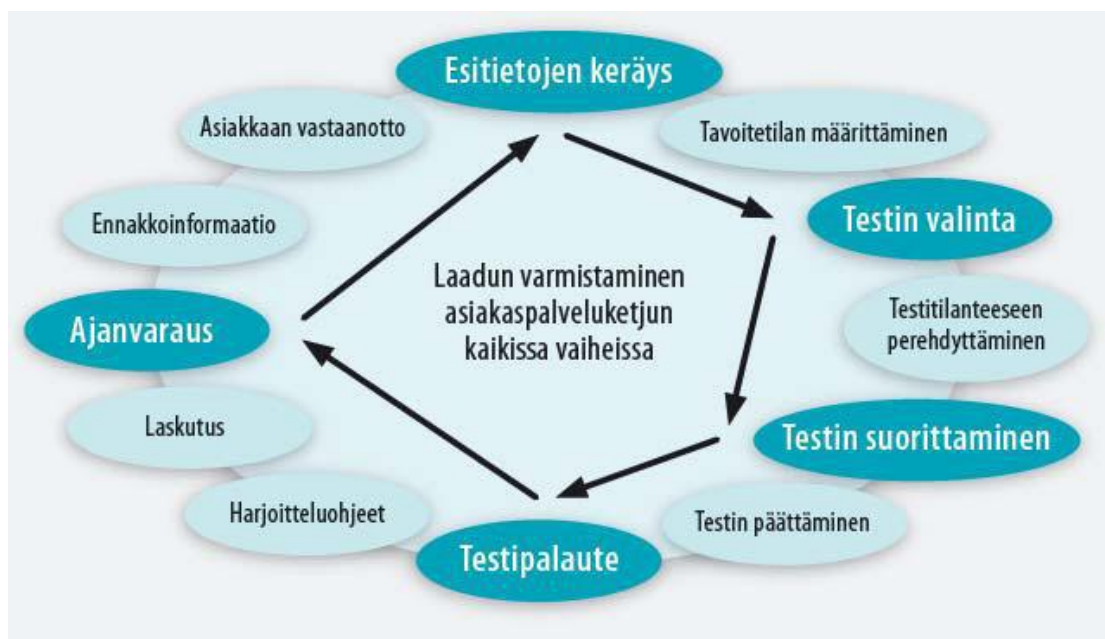 Esitietojen keräys
Asiakkaan vastaanotto
Tavoitetilan määrittäminen
Ennakkoinformaatio
Testin valinta
Laadun varmistaminen
asiakaspalveluketjun
kaikissa vaiheissa
Ajanvaraus
Testitilanteeseen
perehdyttäminen
Laskutus
Testin suorittaminen
Harjoitteluohjeet
Testin päättäminen
Testipalaute